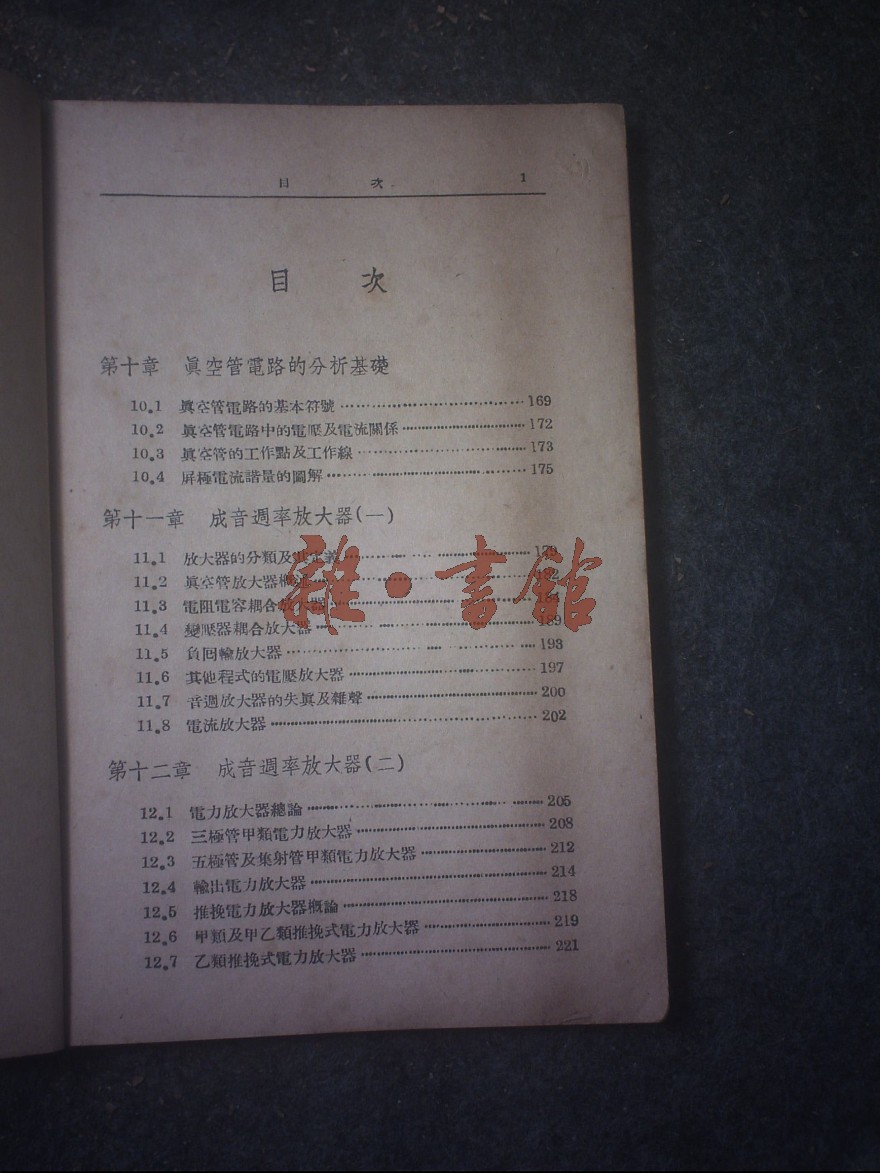 目 次 1
目 次
第十章 眞空管電路的分析基礎
10.1 眞空管電路的基本符號 169
10.2 眞空管電路中的電壓及電流關係 172
10.3 眞空管的工作點及工作線 173
10.4 屏極電流諧量的圖解 175
第十一章 成音週率放大器(一)
11.1 放大器的分類及其定義 179
11.2 眞空管放大器概論 182
11.3 電阻電容耦合放大器 184
11.4 變壓器耦合放大器 189
11.5 負回輸放大器 193
11.6 其他程式的電壓放大器 197
11.7 音週放大器的失眞及雜聲 200
11.8 電流放大器 202
第十二章 成音週率放大器(二)
12.1 電力放大器總論 205
12.2 三極管甲類電力放大器 208
12.3 五極管及集射管甲類電力放大器 212
12.4 輸出電力放大器 214
12.5 推挽電力放大器概論 218
12.6 甲類及甲乙類推挽式電力放大器 219
12.7 乙類推挽式電力放大器 221
雜·書館